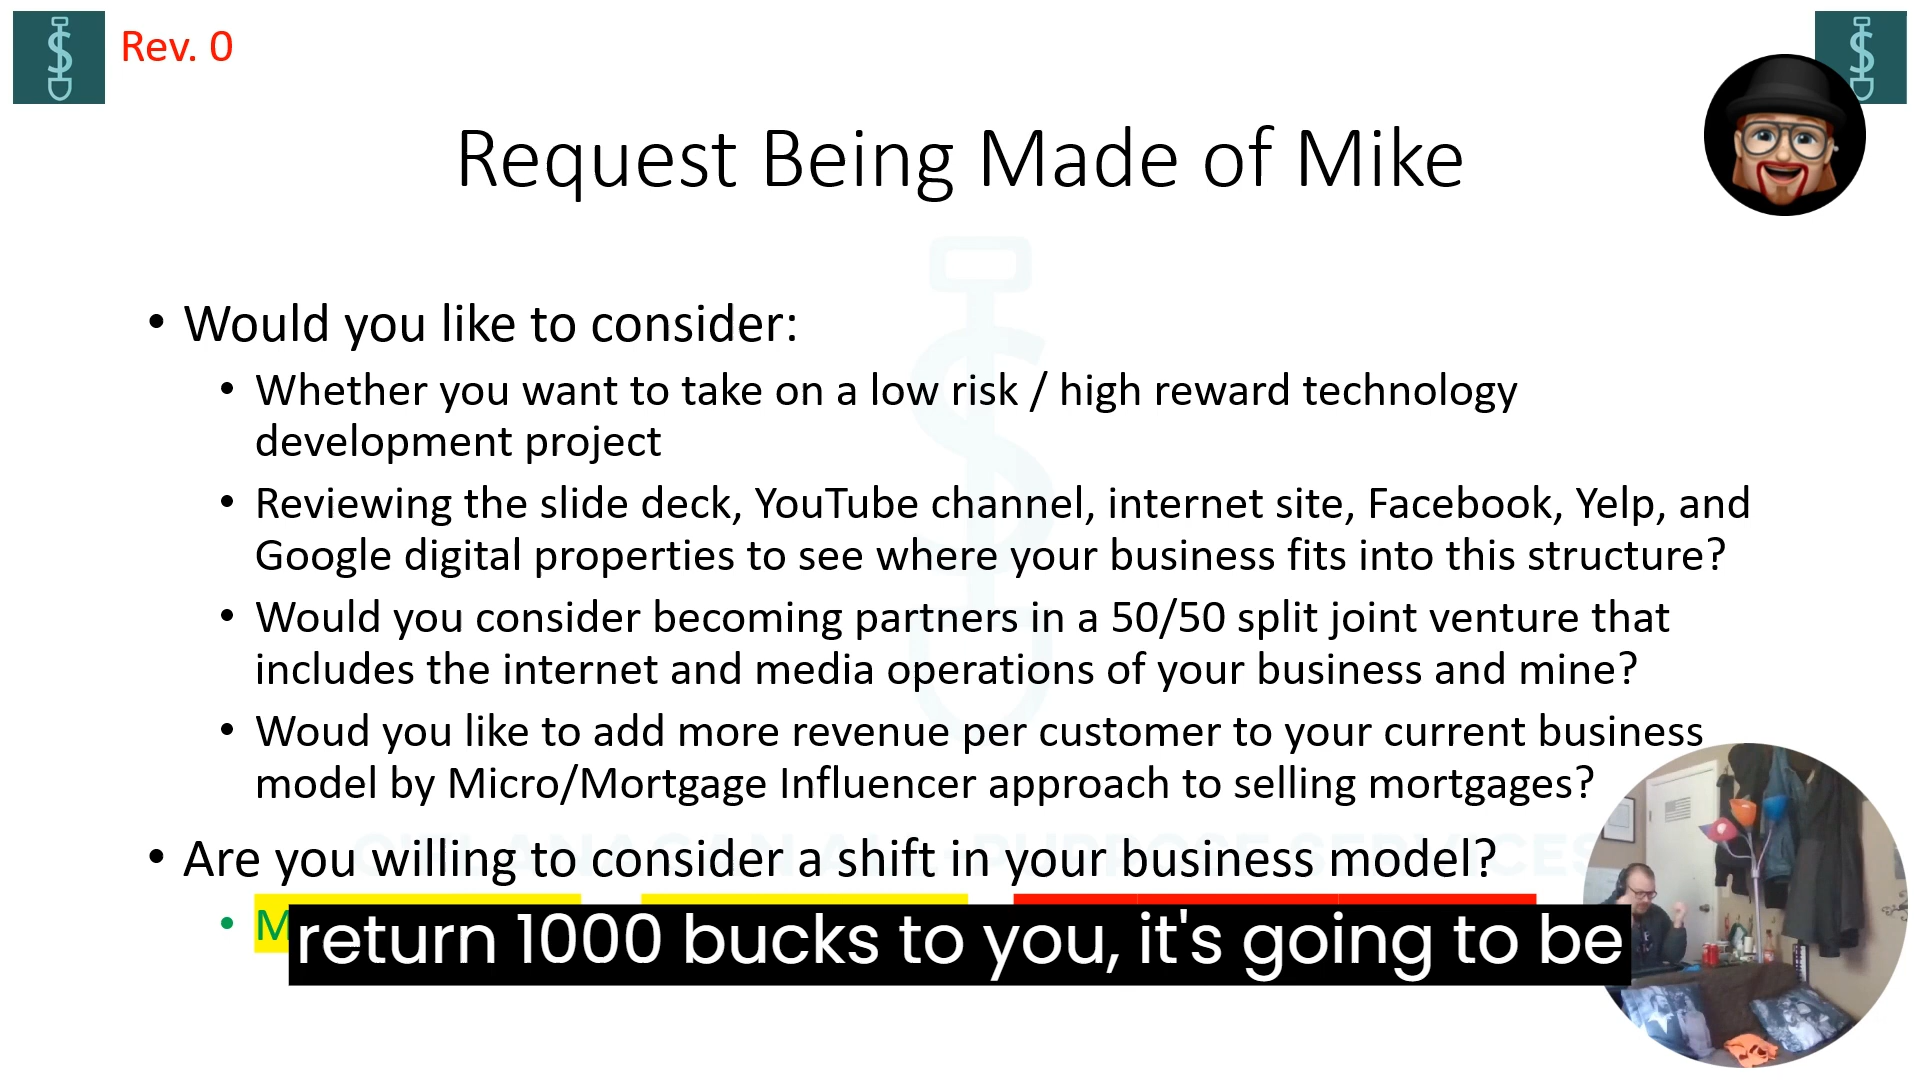 Rev. 0
Request Being Made of Mike
• Would you like to consider:
• Whether you want to take on a low risk / high reward technology
development project
• Reviewing the slide deck, YouTube channel, internet site, Facebook, Yelp, and
Google digital properties to see where your business fits into this structure?
• Would you consider becoming partners in a 50/50 split joint venture that
includes the internet and media operations of your business and mine?
• Woud you like to add more revenue per customer to your current business
model by Micro/Mortgage Influencer approach to selling mortgages?
• Are you willing to consider a shift in your business model?
return 1000 bucks to you, it's going to be